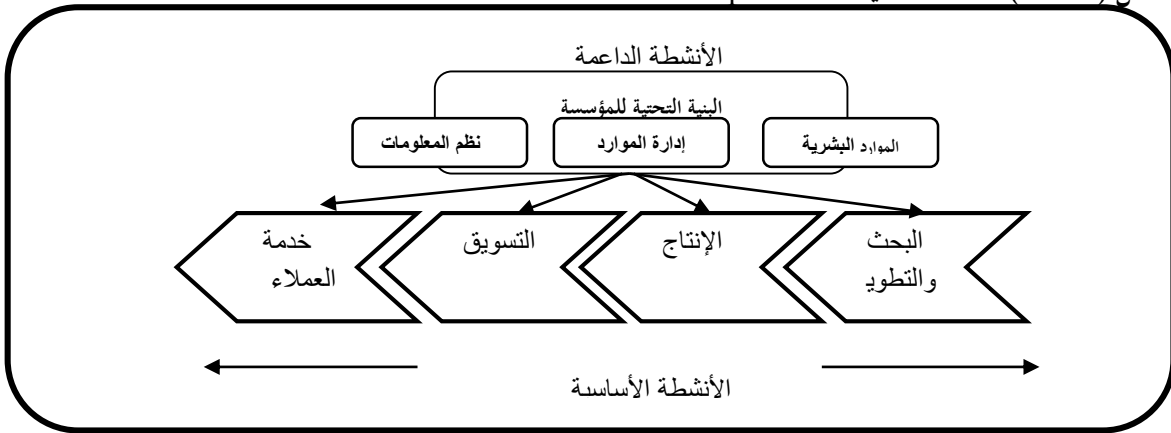 الأنشطة الداعمة
البنية التحتية للمؤسسة
الموارد البشرية
إدارة الموارد
نظم المعلومات
البحث
والتطوير
الإنتاج
التسويق
خدمة
العملاء
الأنشطة الأساسية